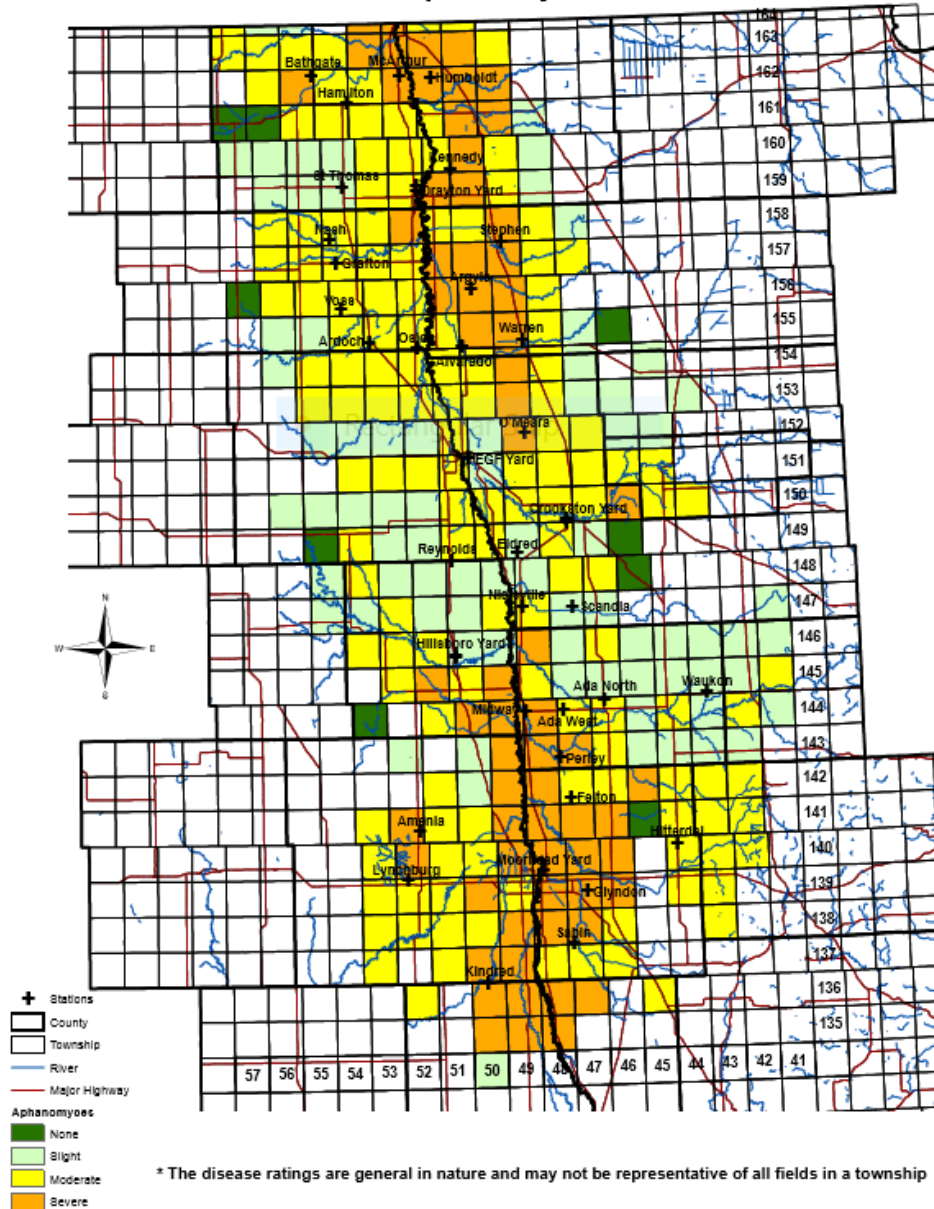 164
163
McArthur
Bathgate
Humboldt
162
Hamilton
161
160
Kennedy
St Thomas
159
Drayton Yard
158
Nash
Stephen
157
Grafton
Argyle
156
Voss
155
Warren
Ardoch
Oslo
154
Alvarado
153
O'Meara
152
EGF Yard
151
150
Crookston Yard
149
Eldred
Reynolds
148
Nielsville
147
Scandia
146
Hillsboro Yard
145
Ada North
Waukon
Midway
144
Ada West
143
Perley
142
Felton
141
Amenia
Hitterdal
140
Moorhead Yard
Lynchburg
139
Glyndon
138
Sabin
137
Kindred
136
135
N
W E
S
57 56 55 54 53 52 51 50 49 48 47 46 45 44 43 42 41
Stations
County
Township
River
Major Highway
Aphanomyces
None
Slight
Moderate
Severe
* The disease ratings are general in nature and may not be representative of all fields in a township